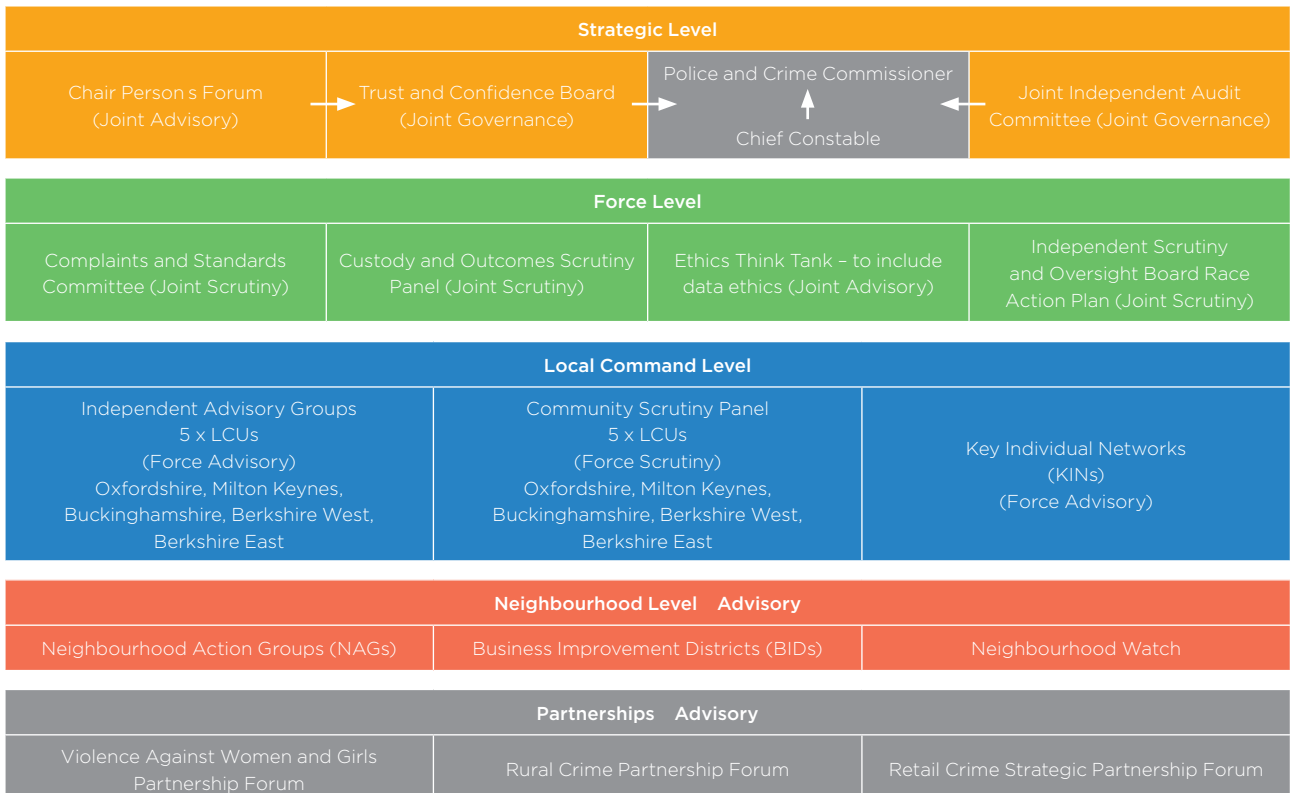 Strategic Level
Chair Person s Forum
(Joint Advisory)
Trust and Confidence Board
(Joint Governance)
Police and Crime Commissioner
Chief Constable
Joint Independent Audit
Committee (Joint Governance)
Force Level
Complaints and Standards
Committee (Joint Scrutiny)
Custody and Outcomes Scrutiny
Panel (Joint Scrutiny)
Ethics Think Tank – to include
data ethics (Joint Advisory)
Independent Scrutiny
and Oversight Board Race
Action Plan (Joint Scrutiny)
Local Command Level
Independent Advisory Groups
5 x LCUs
(Force Advisory)
Oxfordshire, Milton Keynes,
Buckinghamshire, Berkshire West,
Berkshire East
Community Scrutiny Panel
5 x LCUs
(Force Scrutiny)
Oxfordshire, Milton Keynes,
Buckinghamshire, Berkshire West,
Berkshire East
Key Individual Networks
(KINs)
(Force Advisory)
Neighbourhood Level Advisory
Neighbourhood Action Groups (NAGs)
Business Improvement Districts (BIDs)
Neighbourhood Watch
Partnerships Advisory
Violence Against Women and Girls
Partnership Forum
Rural Crime Partnership Forum
Retail Crime Strategic Partnership Forum